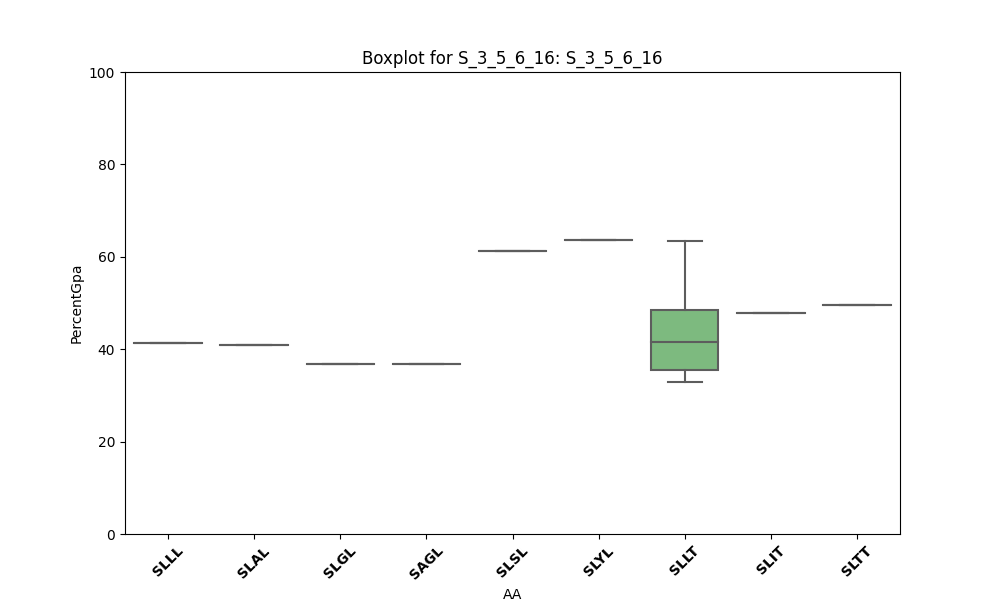 Boxplot for S_3_5_6_16: S_3_5_6_16
100
80
60
40
20
0
PercentGpa
SLLL
SLAL
SLGL
SAGL
SLSL
SLYL
SLLT
SLIT
SLTT
AA